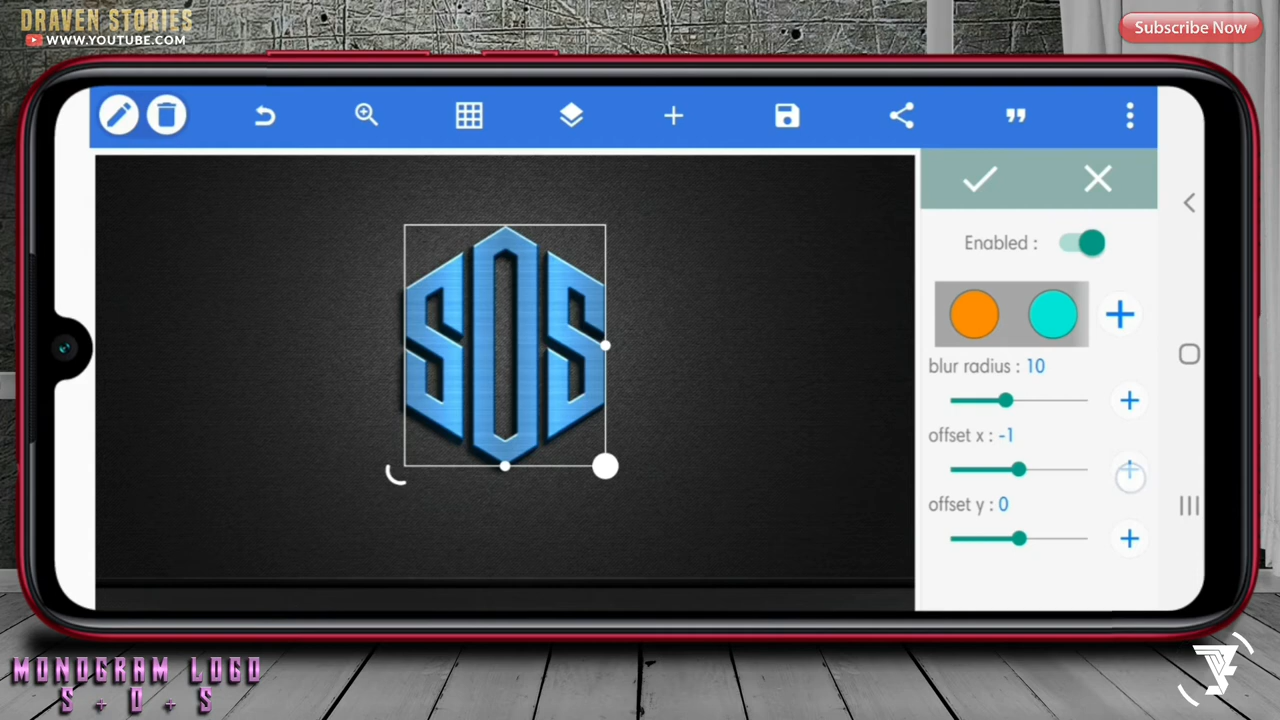 DRAVEN STORIES
WWW.YOUTUBE.COM
Subscribe Now
Enabled :
SOS
blur radius : 10
offset x : -1
offset y : 0
MONOGRAM LOGO
S + O + S